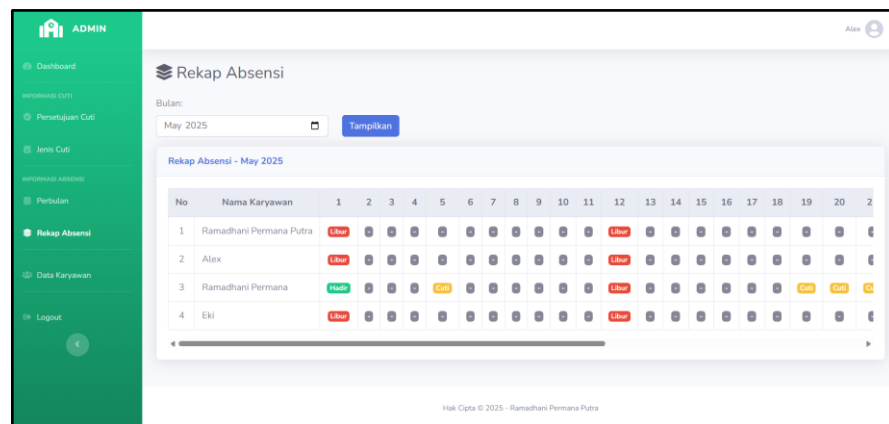 ADMIN
Alex
Dashboard
INFORMASI CUTI
Persetujuan Cuti
Jenis Cuti
INFORMASI ABSENSI
Perbulan
Rekap Absensi
Data Karyawan
Logout
Rekap Absensi
Bulan:
May 2025
Tampilkan
Rekap Absensi - May 2025
No Nama Karyawan 1 2 3 4 5 6 7 8 9 10 11 12 13 14 15 16 17 18 19 20
1 Ramadhani Permana Putra Libur - - - - - - - - - - Libur - - - - - - - -
2 Alex Libur - - - - - - - - - - Libur - - - - - - - -
3 Ramadhani Permana Hadir - - - Cuti - - - - - - Libur - - - - - - Cuti Cuti
4 Eki Libur - - - - - - - - - - Libur - - - - - - - -
Hak Cipta © 2025 - Ramadhani Permana Putra